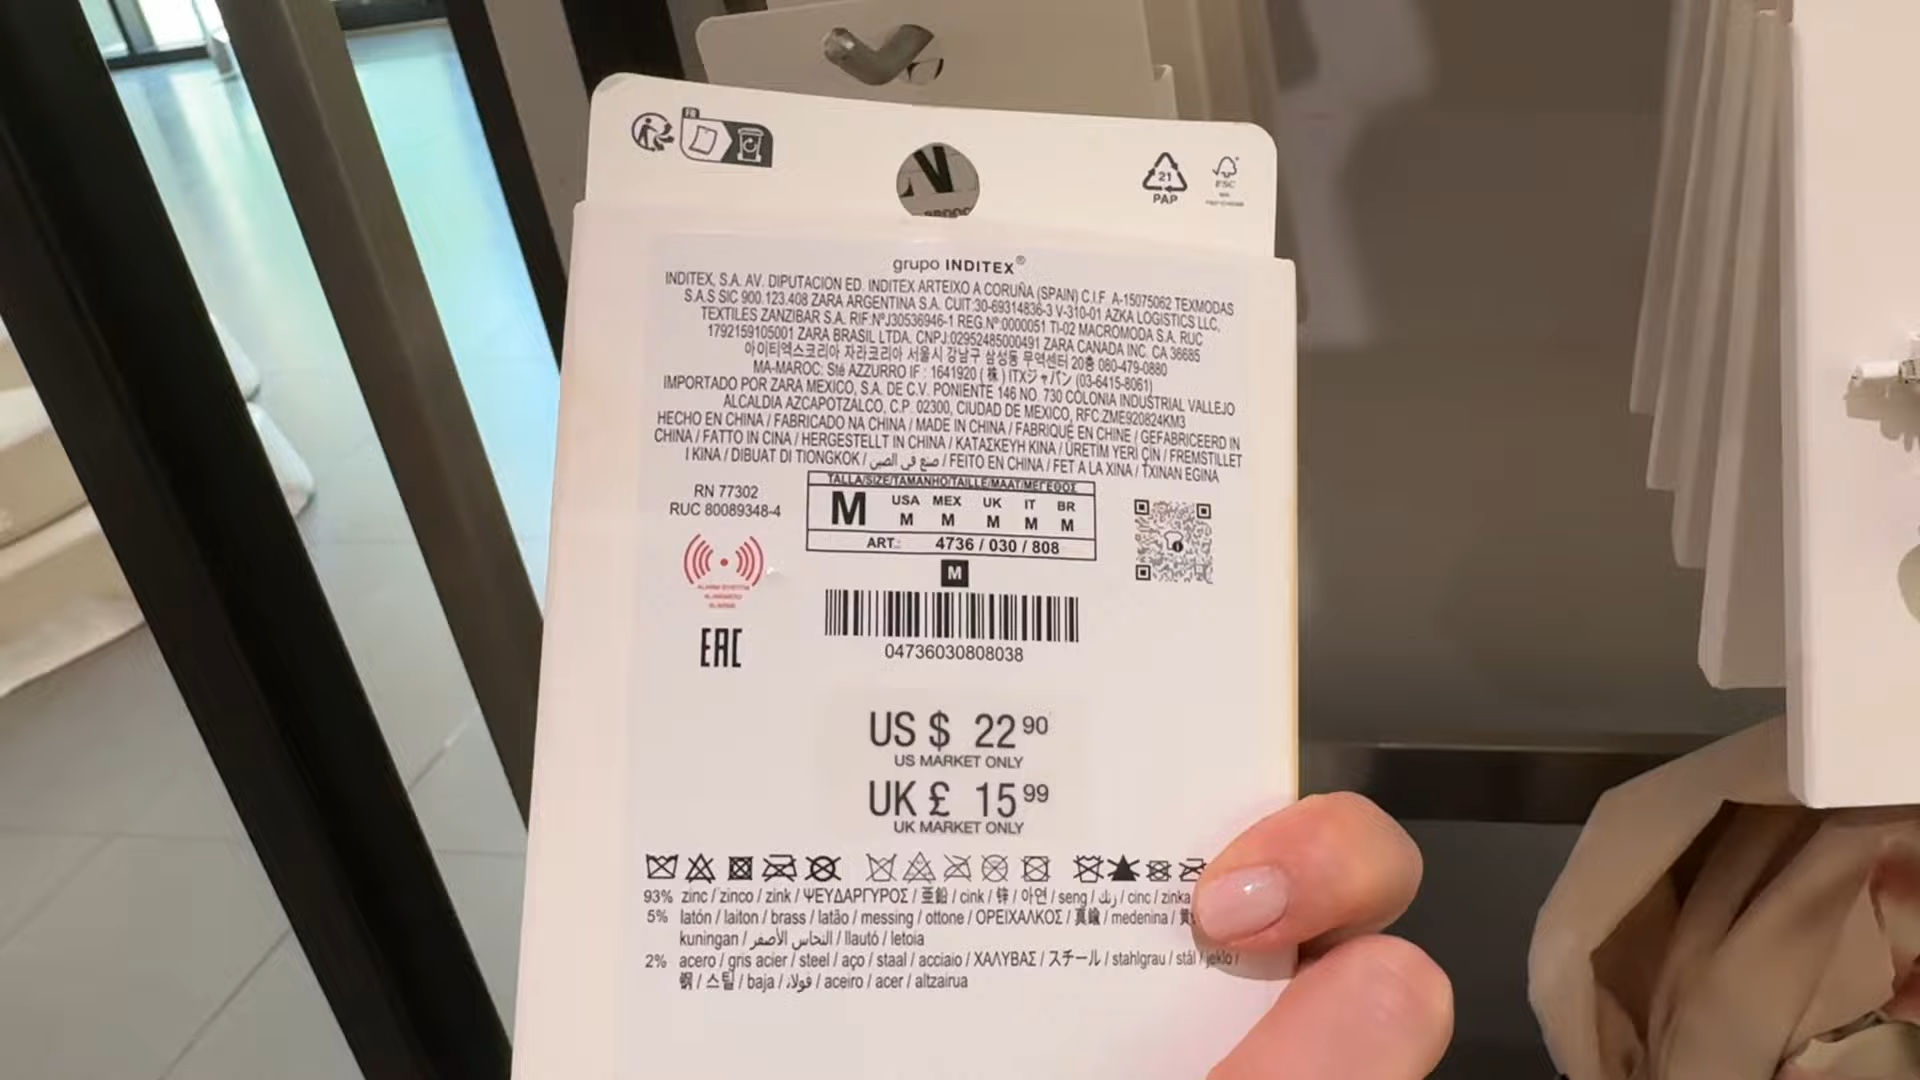 FR
21
PAP
FSC
grupo INDITEX®
INDITEX, S.A. AV. DIPUTACION ED. INDITEX ARTEIXO A CORUÑA (SPAIN) C.I.F. A-15075062 TEXMODAS
S.A.S SIC 900.123.408 ZARA ARGENTINA S.A. CUIT:30-69314836-3 V-310-01 AZKA LOGISTICS LLC,
TEXTILES ZANZIBAR S.A. RIF:NºJ30536946-1 REG.Nº:0000051 TI-02 MACROMODA S.A. RUC
1792159105001 ZARA BRASIL LTDA. CNPJ:02952485000491 ZARA CANADA INC. CA 36685
아이티엑스코리아 자라코리아 서울시 강남구 삼성동 무역센터 20층 080-479-0880
MA-MAROC: Sté AZZURRO IF : 1641920 (株) ITXジャパン (03-6415-8061)
IMPORTADO POR ZARA MEXICO, S.A. DE C.V. PONIENTE 146 NO. 730 COLONIA INDUSTRIAL VALLEJO
ALCALDIA AZCAPOTZALCO, C.P. 02300, CIUDAD DE MEXICO, RFC:ZME920824KM3
HECHO EN CHINA / FABRICADO NA CHINA / MADE IN CHINA / FABRIQUÉ EN CHINE / GEFABRICEERD IN
CHINA / FATTO IN CINA / HERGESTELLT IN CHINA / ΚΑΤΑΣΚΕΥΗ ΚΙΝΑ / ÜRETİM YERİ ÇİN / FREMSTILLET
I KINA / DIBUAT DI TIONGKOK / صنع في الصين / FEITO EN CHINA / FET A LA XINA / TXINAN EGINA
RN 77302
RUC 80089348-4
TALLA/SIZE/TAMANHO/TAILLE/MAAT/ΜΕΓΕΘΟΣ
M USA MEX UK IT BR
M M M M M
ART.: 4736 / 030 / 808
M
ALARM SYSTEM
EAC
04736030808038
US $ 22 90
US MARKET ONLY
UK £ 15 99
UK MARKET ONLY
93% zinc / zinco / zink / ΨΕΥΔΑΡΓΥΡΟΣ / 亜鉛 / cink / 锌 / 아연 / seng / زنك / cinc / zinka
5% latón / laiton / brass / latão / messing / ottone / ΟΡΕΙΧΑΛΚΟΣ / 真鍮 / medenina /
kuningan / النحاس الأصفر / llautó / letoia
2% acero / gris acier / steel / aço / staal / acciaio / ΧΑΛΥΒΑΣ / スチール / stahlgrau / stål / jeklo /
钢 / 스틸 / baja / فولاذ / aceiro / acer / altzairua